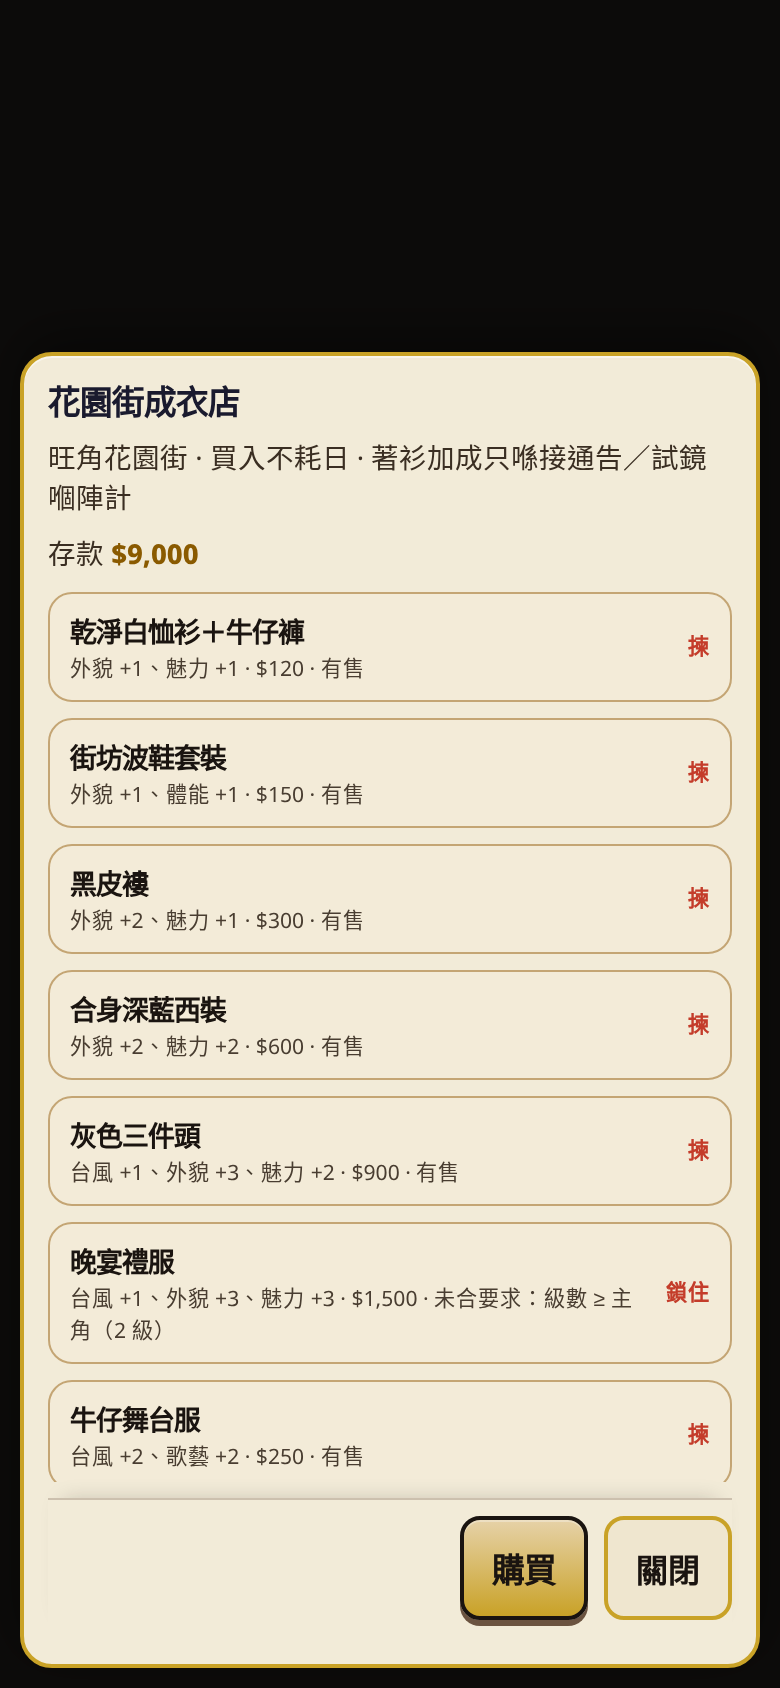 花園街成衣店
旺角花園街 · 買入不耗日 · 著衫加成只喺接通告／試鏡
嗰陣計
存款 $9,000
乾淨白恤衫＋牛仔褲
外貌 +1、魅力 +1 · $120 · 有售
揀
街坊波鞋套裝
外貌 +1、體能 +1 · $150 · 有售
揀
黑皮褸
外貌 +2、魅力 +1 · $300 · 有售
揀
合身深藍西裝
外貌 +2、魅力 +2 · $600 · 有售
揀
灰色三件頭
台風 +1、外貌 +3、魅力 +2 · $900 · 有售
揀
晚宴禮服
台風 +1、外貌 +3、魅力 +3 · $1,500 · 未合要求：級數 ≥ 主
角（2 級）
鎖住
牛仔舞台服
台風 +2、歌藝 +2 · $250 · 有售
揀
購買
關閉